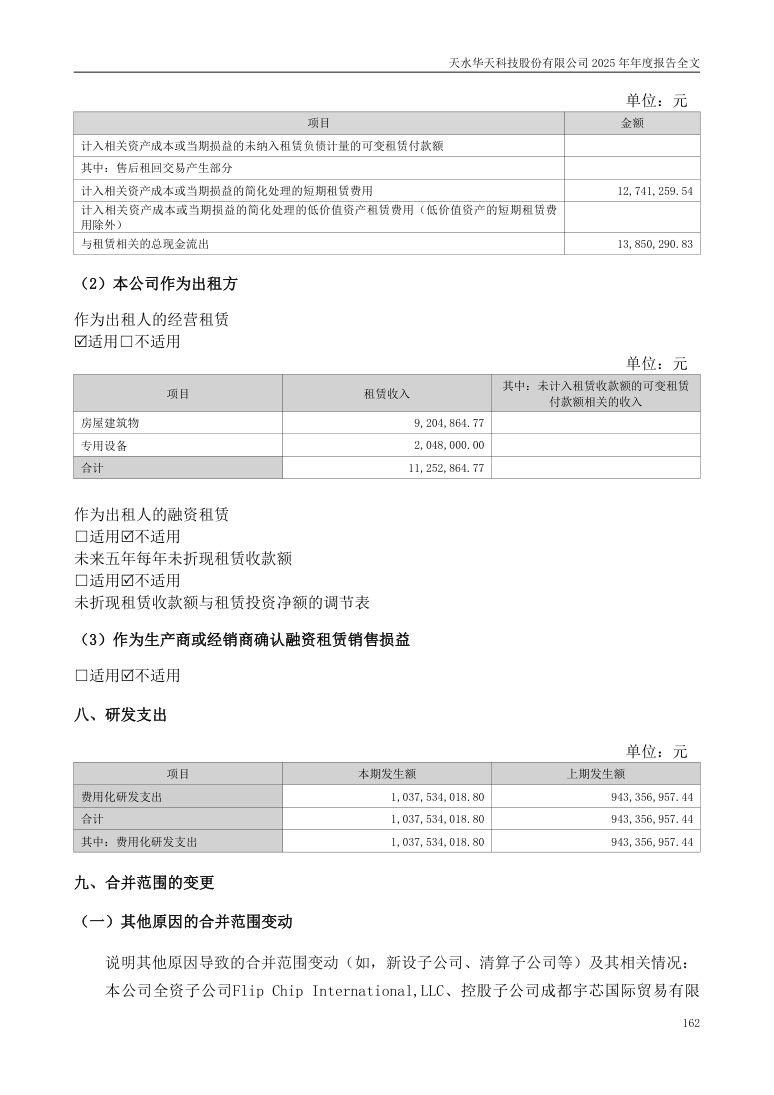 天水华天科技股份有限公司 2025 年年度报告全文
单位：元
项目 金额
计入相关资产成本或当期损益的未纳入租赁负债计量的可变租赁付款额
其中：售后租回交易产生部分
计入相关资产成本或当期损益的简化处理的短期租赁费用 12,741,259.54
计入相关资产成本或当期损益的简化处理的低价值资产租赁费用（低价值资产的短期租赁费
用除外）
与租赁相关的总现金流出 13,850,290.83
（2）本公司作为出租方
作为出租人的经营租赁
☑适用□不适用
单位：元
项目 租赁收入 其中：未计入租赁收款额的可变租赁
付款额相关的收入
房屋建筑物 9,204,864.77
专用设备 2,048,000.00
合计 11,252,864.77
作为出租人的融资租赁
□适用☑不适用
未来五年每年未折现租赁收款额
□适用☑不适用
未折现租赁收款额与租赁投资净额的调节表
（3）作为生产商或经销商确认融资租赁销售损益
□适用☑不适用
八、研发支出
单位：元
项目 本期发生额 上期发生额
费用化研发支出 1,037,534,018.80 943,356,957.44
合计 1,037,534,018.80 943,356,957.44
其中：费用化研发支出 1,037,534,018.80 943,356,957.44
九、合并范围的变更
（一）其他原因的合并范围变动
说明其他原因导致的合并范围变动（如，新设子公司、清算子公司等）及其相关情况：
本公司全资子公司Flip Chip International,LLC、控股子公司成都宇芯国际贸易有限
162